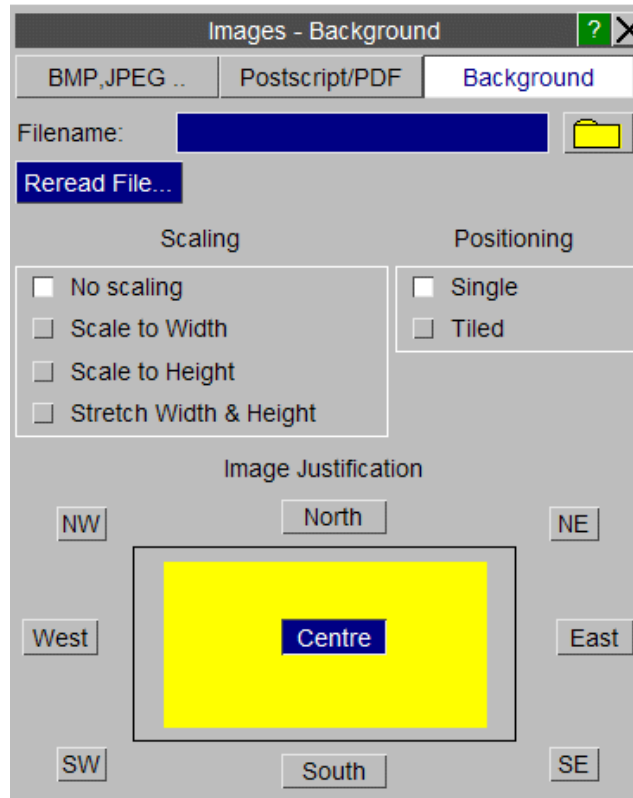 Images - Background ? X
BMP,JPEG .. Postscript/PDF Background
Filename:
Reread File...
Scaling Positioning
No scaling Single
Scale to Width Tiled
Scale to Height
Stretch Width & Height
Image Justification
NW North NE
West Centre East
SW South SE